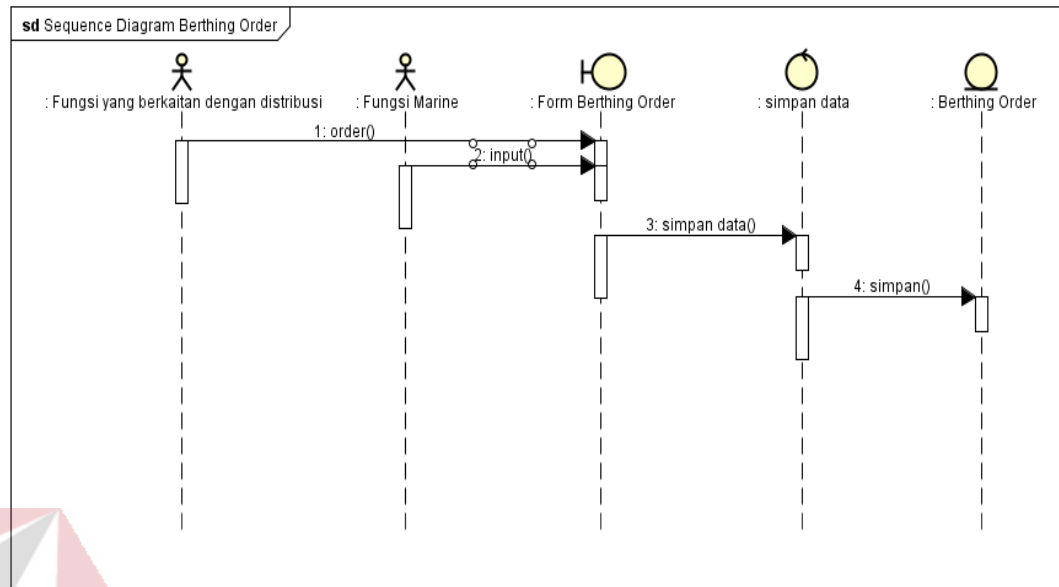 sd Sequence Diagram Berthing Order
: Fungsi yang berkaitan dengan distribusi
: Fungsi Marine
: Form Berthing Order
: simpan data
: Berthing Order
1: order()
2: input()
3: simpan data()
4: simpan()